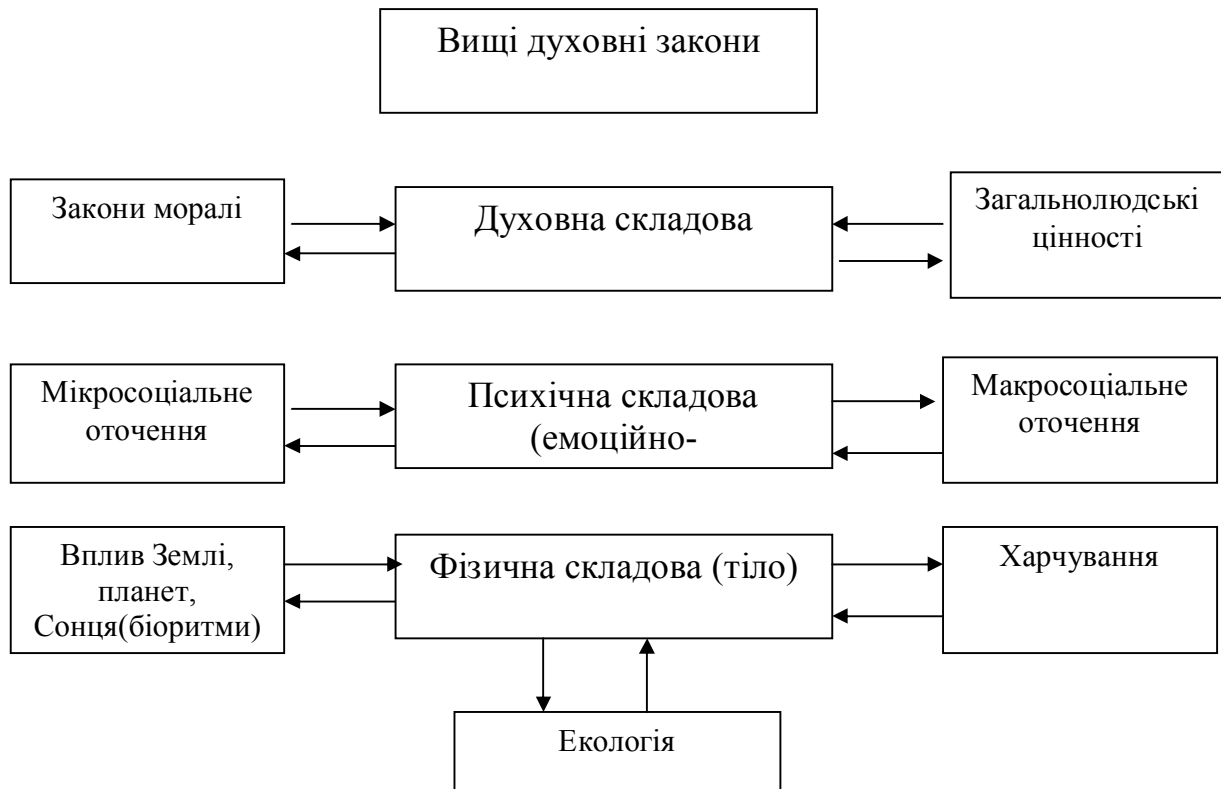 Вищі духовні закони
Закони моралі
Духовна складова
Загальнолюдські
цінності
Мікросоціальне
оточення
Психічна складова
(емоційно-
Макросоціальне
оточення
Вплив Землі,
планет,
Сонця(біоритми)
Фізична складова (тіло)
Харчування
Екологія